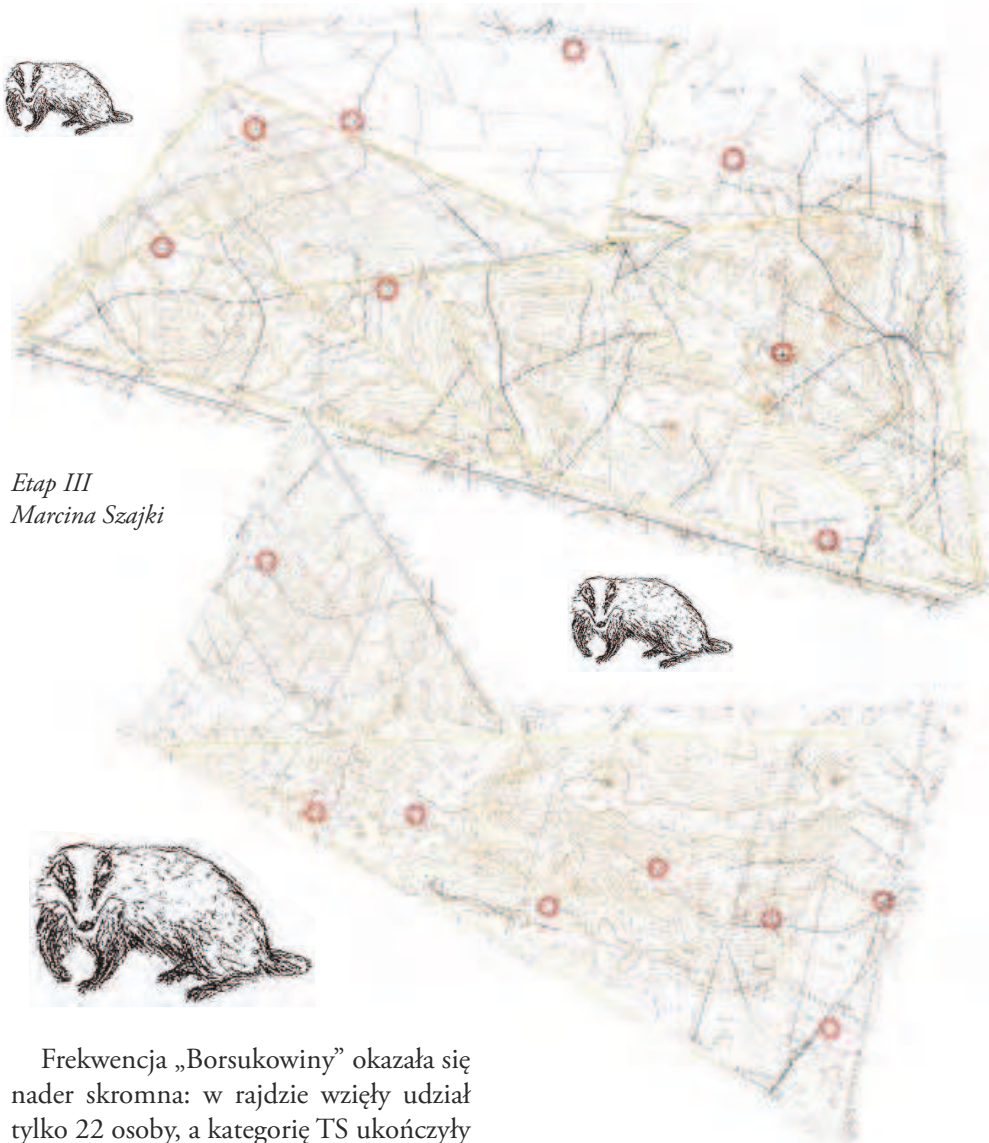 Etap III
Marcina Szajki
Frekwencja „Borsukowiny” okazała się
nader skromna: w rajdzie wzięły udział
tylko 22 osoby, a kategorię TS ukończyły